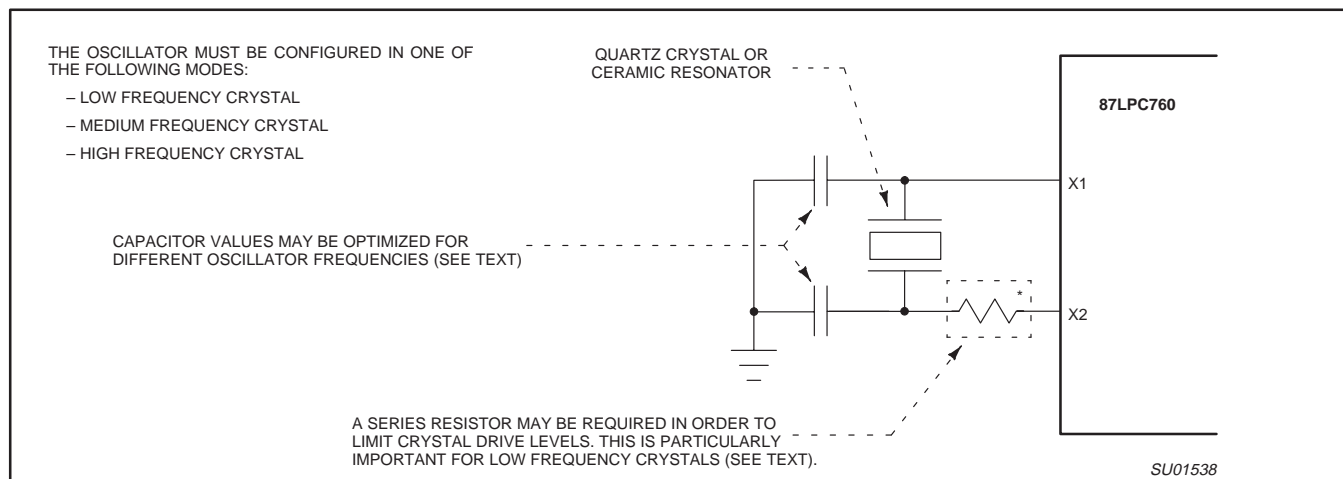 THE OSCILLATOR MUST BE CONFIGURED IN ONE OF
THE FOLLOWING MODES:
– LOW FREQUENCY CRYSTAL
– MEDIUM FREQUENCY CRYSTAL
– HIGH FREQUENCY CRYSTAL
QUARTZ CRYSTAL OR
CERAMIC RESONATOR
87LPC760
X1
CAPACITOR VALUES MAY BE OPTIMIZED FOR
DIFFERENT OSCILLATOR FREQUENCIES (SEE TEXT)
*
X2
A SERIES RESISTOR MAY BE REQUIRED IN ORDER TO
LIMIT CRYSTAL DRIVE LEVELS. THIS IS PARTICULARLY
IMPORTANT FOR LOW FREQUENCY CRYSTALS (SEE TEXT).
SU01538